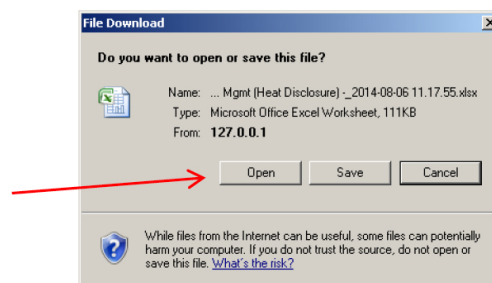 File Download
Do you want to open or save this file?
Name: ... Mgmt (Heat Disclosure) -_2014-08-06 11.17.55.xlsx
Type: Microsoft Office Excel Worksheet, 111KB
From: 127.0.0.1
Open Save Cancel
While files from the Internet can be useful, some files can potentially
harm your computer. If you do not trust the source, do not open or
save this file. What's the risk?